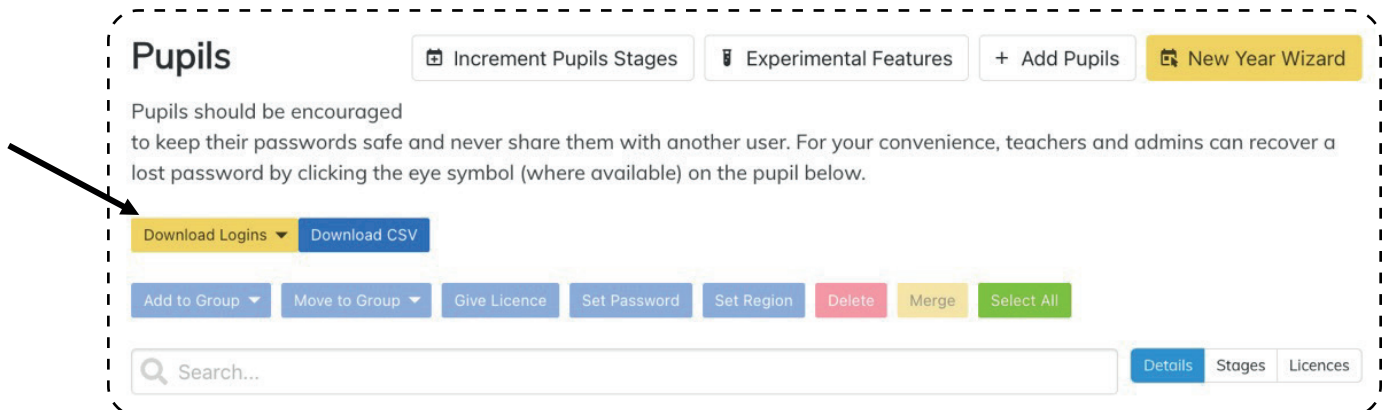 Pupils
Increment Pupils Stages
Experimental Features
+ Add Pupils
New Year Wizard
Pupils should be encouraged
to keep their passwords safe and never share them with another user. For your convenience, teachers and admins can recover a
lost password by clicking the eye symbol (where available) on the pupil below.
Download Logins
Download CSV
Add to Group
Move to Group
Give Licence
Set Password
Set Region
Delete
Merge
Select All
Search...
Details
Stages
Licences